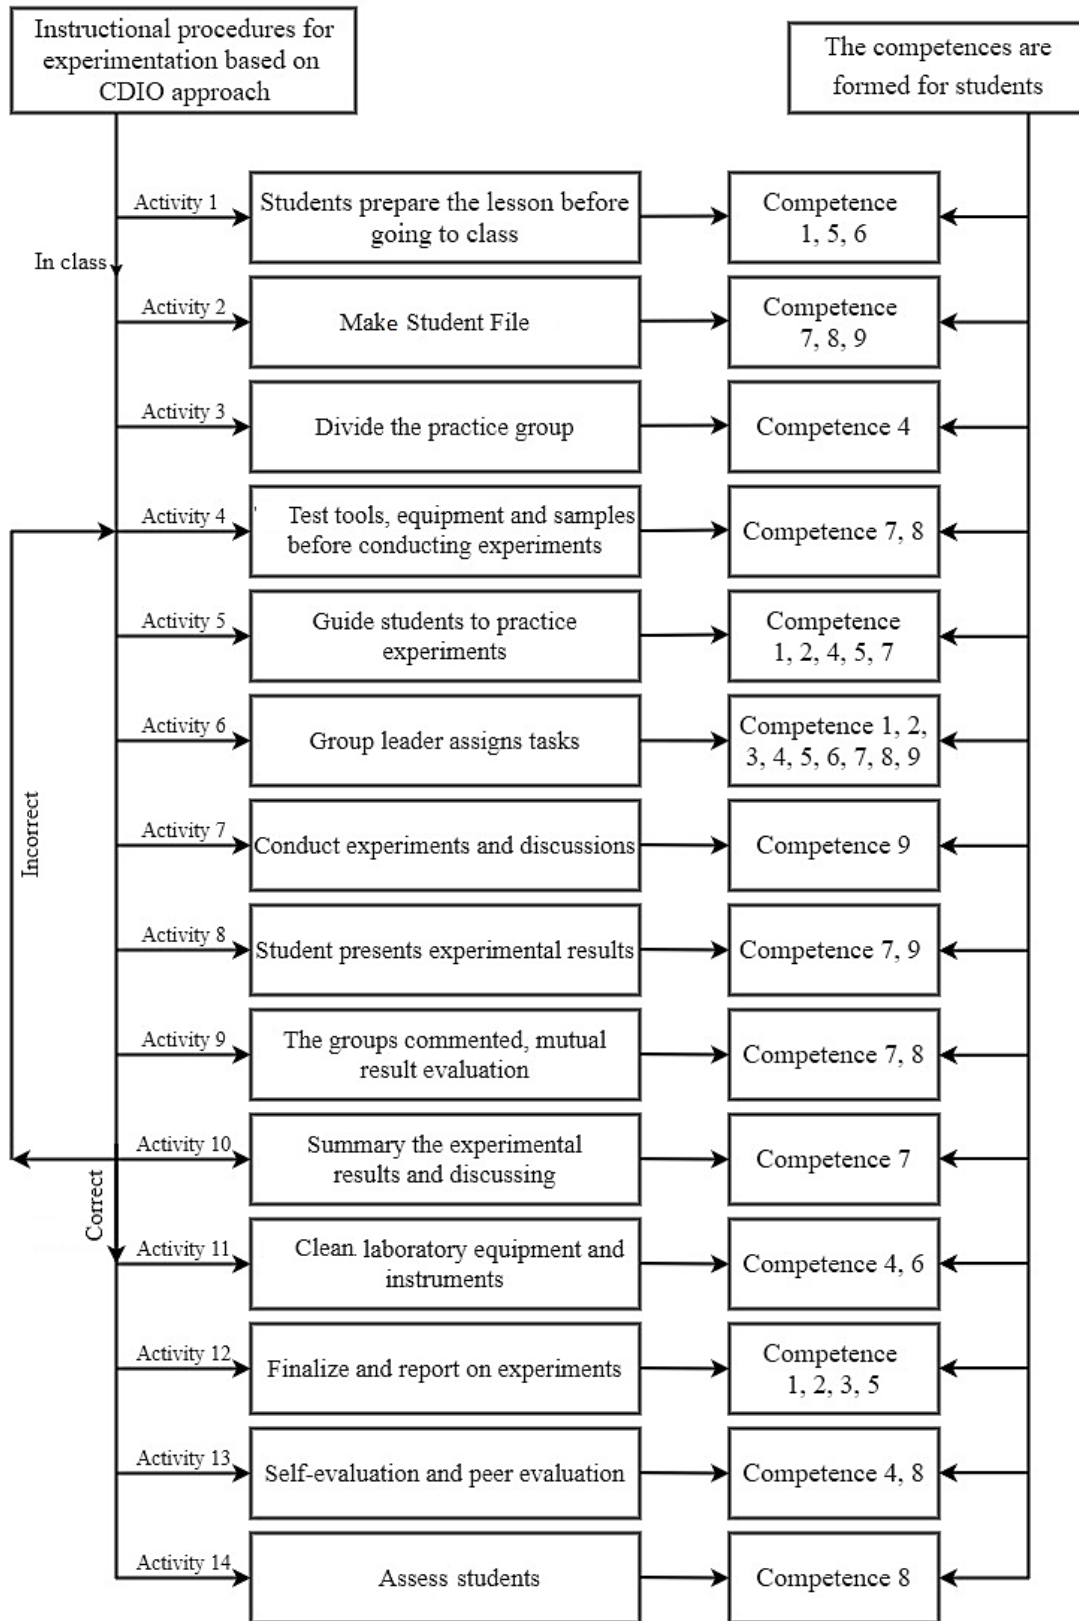 Instructional procedures for
experimentation based on
CDIO approach
The competences are
formed for students
Activity 1
Students prepare the lesson before
going to class
Competence
1, 5, 6
In class
Activity 2
Make Student File
Competence
7, 8, 9
Activity 3
Divide the practice group
Competence 4
Activity 4
Test tools, equipment and samples
before conducting experiments
Competence 7, 8
Activity 5
Guide students to practice
experiments
Competence
1, 2, 4, 5, 7
Activity 6
Group leader assigns tasks
Competence 1, 2,
3, 4, 5, 6, 7, 8, 9
Incorrect
Activity 7
Conduct experiments and discussions
Competence 9
Activity 8
Student presents experimental results
Competence 7, 9
Activity 9
The groups commented, mutual
result evaluation
Competence 7, 8
Activity 10
Summary the experimental
results and discussing
Competence 7
Correct
Activity 11
Clean. laboratory equipment and
instruments
Competence 4, 6
Activity 12
Finalize and report on experiments
Competence
1, 2, 3, 5
Activity 13
Self-evaluation and peer evaluation
Competence 4, 8
Activity 14
Assess students
Competence 8